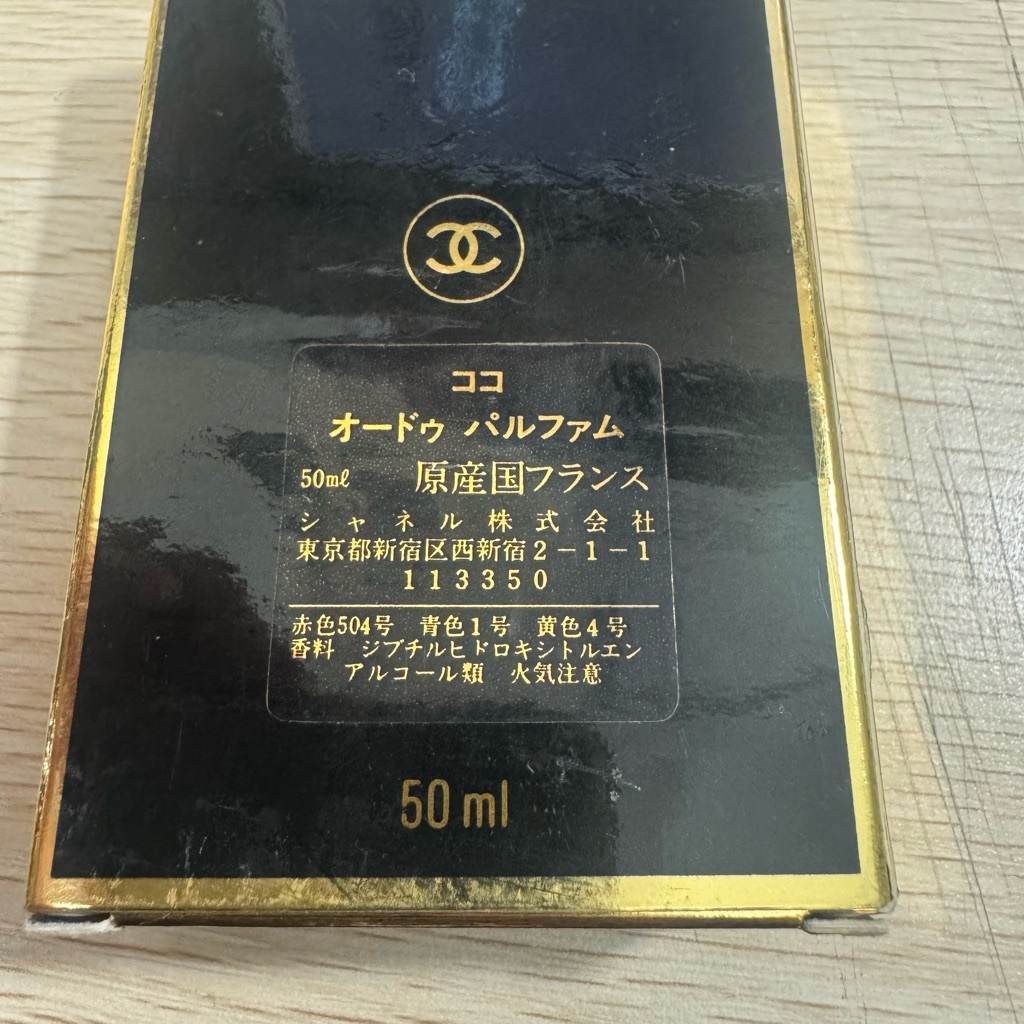 ココ
オードゥ パルファム
50ml 原産国フランス
シャネル株式会社
東京都新宿区西新宿2-1-1
113350
赤色504号 青色1号 黄色4号
香料 ジブチルヒドロキシトルエン
アルコール類 火気注意
50 ml